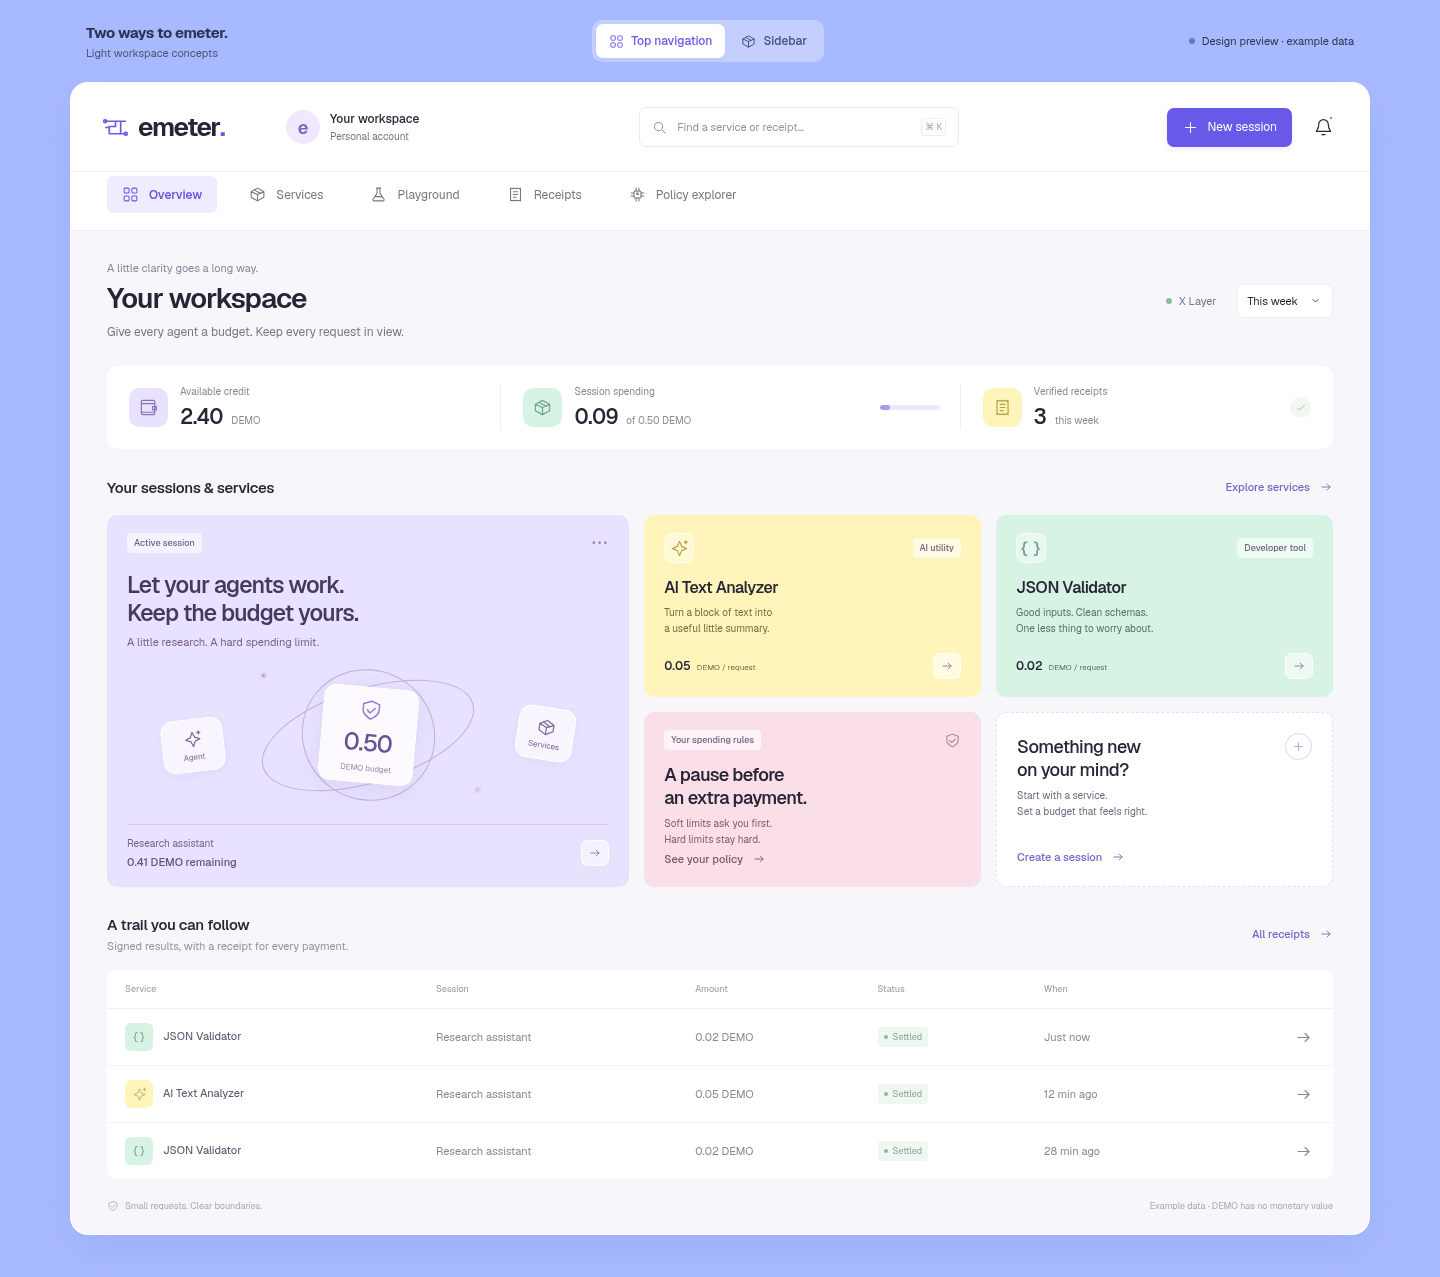 Two ways to emeter.
Light workspace concepts
Top navigation
Sidebar
Design preview · example data
emeter.
e
Your workspace
Personal account
Find a service or receipt...
⌘ K
New session
Overview
Services
Playground
Receipts
Policy explorer
A little clarity goes a long way.
Your workspace
Give every agent a budget. Keep every request in view.
X Layer
This week
Available credit
2.40 DEMO
Session spending
0.09 of 0.50 DEMO
Verified receipts
3 this week
Your sessions & services
Explore services
Active session
Let your agents work.
Keep the budget yours.
A little research. A hard spending limit.
Agent
0.50
DEMO budget
Services
Research assistant
0.41 DEMO remaining
AI utility
AI Text Analyzer
Turn a block of text into
a useful little summary.
0.05 DEMO / request
{ }
Developer tool
JSON Validator
Good inputs. Clean schemas.
One less thing to worry about.
0.02 DEMO / request
Your spending rules
A pause before
an extra payment.
Soft limits ask you first.
Hard limits stay hard.
See your policy
Something new
on your mind?
Start with a service.
Set a budget that feels right.
Create a session
A trail you can follow
Signed results, with a receipt for every payment.
All receipts
Service Session Amount Status When
{ } JSON Validator Research assistant 0.02 DEMO Settled Just now
AI Text Analyzer Research assistant 0.05 DEMO Settled 12 min ago
{ } JSON Validator Research assistant 0.02 DEMO Settled 28 min ago
Small requests. Clear boundaries.
Example data · DEMO has no monetary value